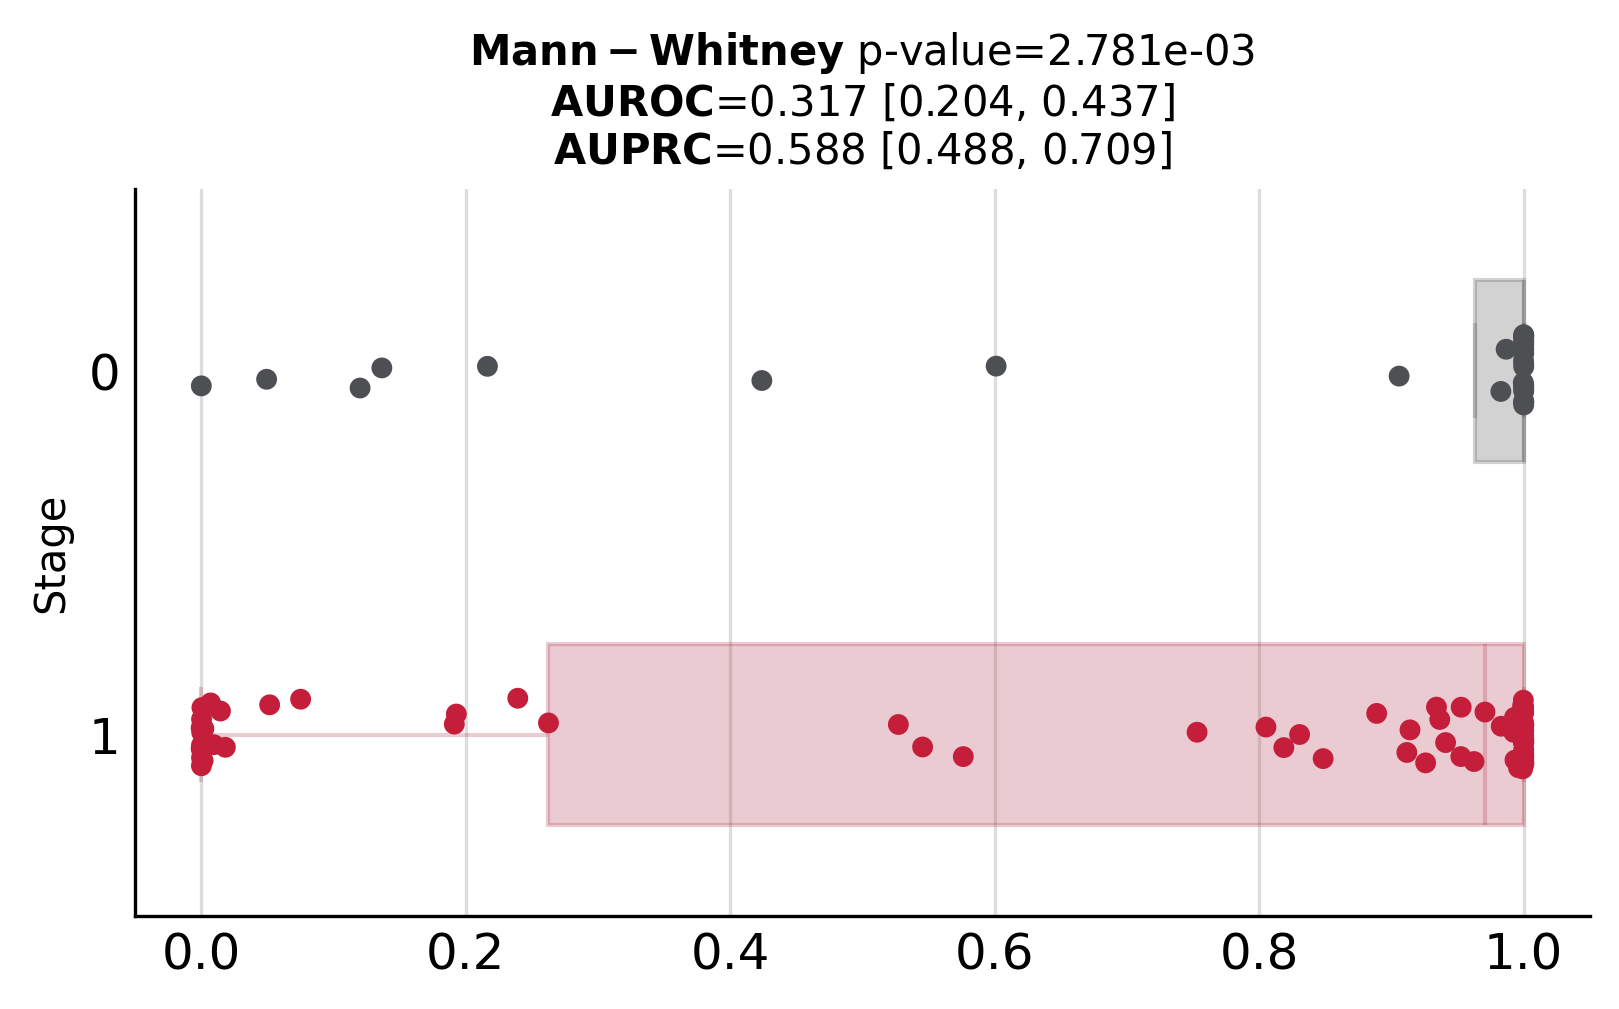 Mann − Whitney p-value=2.781e-03
AUROC=0.317 [0.204, 0.437]
AUPRC=0.588 [0.488, 0.709]
0
Stage
1
0.0 0.2 0.4 0.6 0.8 1.0